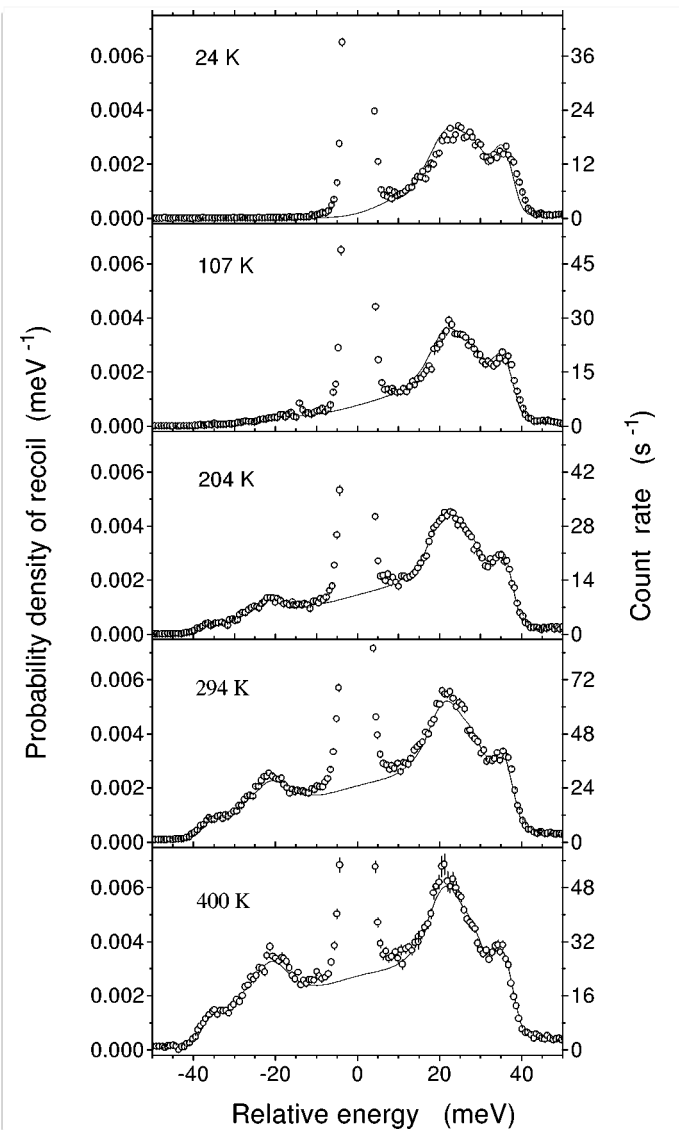 24 K
0.006 36
0.004 24
0.002 12
0.000 0
107 K
0.006 45
0.004 30
0.002 15
0.000 0
204 K
0.006 42
0.004 28
0.002 14
0.000 0
294 K
0.006 72
0.004 48
0.002 24
0.000 0
400 K
0.006 48
0.004 32
0.002 16
0.000 0
-40 -20 0 20 40
Relative energy (meV)
Probability density of recoil (meV⁻¹)
Count rate (s⁻¹)